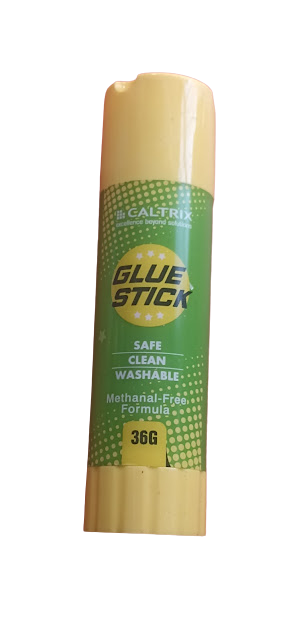 CALTRIX
Excellence beyond solutions
GLUE
STICK
SAFE
CLEAN
WASHABLE
Methanal-Free
Formula
36G